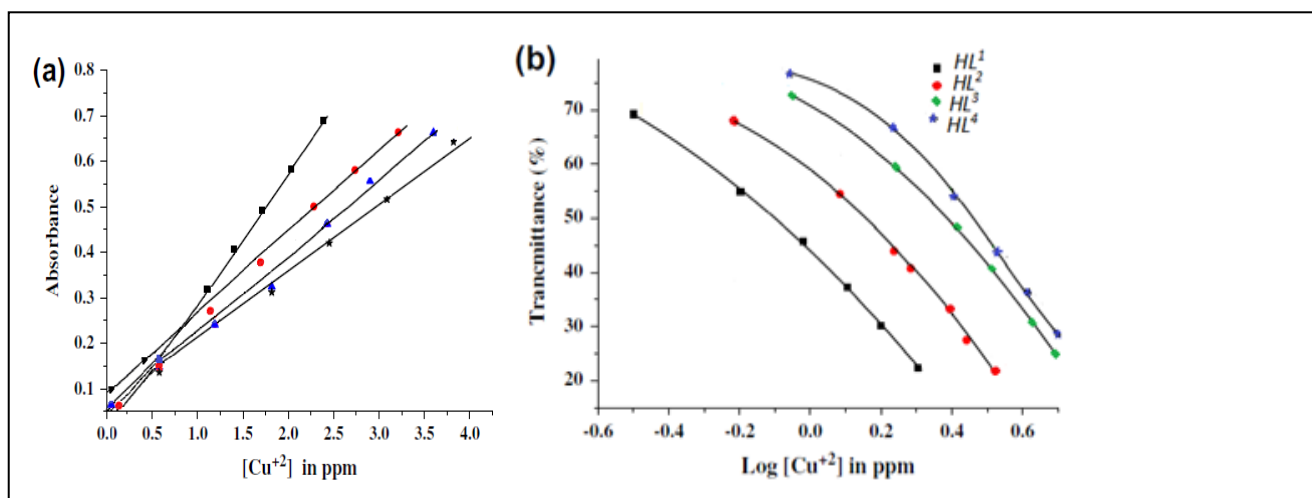 (a)
0.8
0.7
0.6
0.5
0.4
0.3
0.2
0.1
Absorbance
0.0 0.5 1.0 1.5 2.0 2.5 3.0 3.5 4.0
[Cu⁺²] in ppm
(b)
HL¹
HL²
HL³
HL⁴
70
60
50
40
30
20
Trancmittance (%)
-0.6 -0.4 -0.2 0.0 0.2 0.4 0.6
Log [Cu⁺²] in ppm